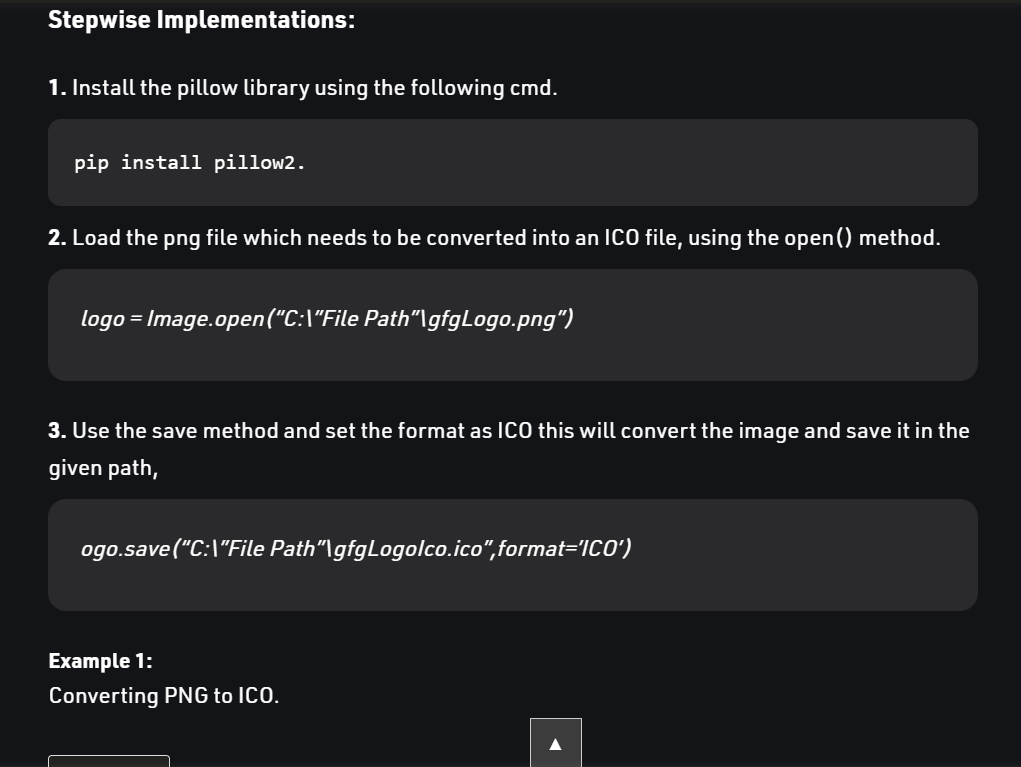 Stepwise Implementations:
1. Install the pillow library using the following cmd.
pip install pillow2.
2. Load the png file which needs to be converted into an ICO file, using the open() method.
logo = Image.open(“C:\”File Path”\gfgLogo.png”)
3. Use the save method and set the format as ICO this will convert the image and save it in the
given path,
ogo.save(“C:\”File Path”\gfgLogoIco.ico”,format=’ICO’)
Example 1:
Converting PNG to ICO.